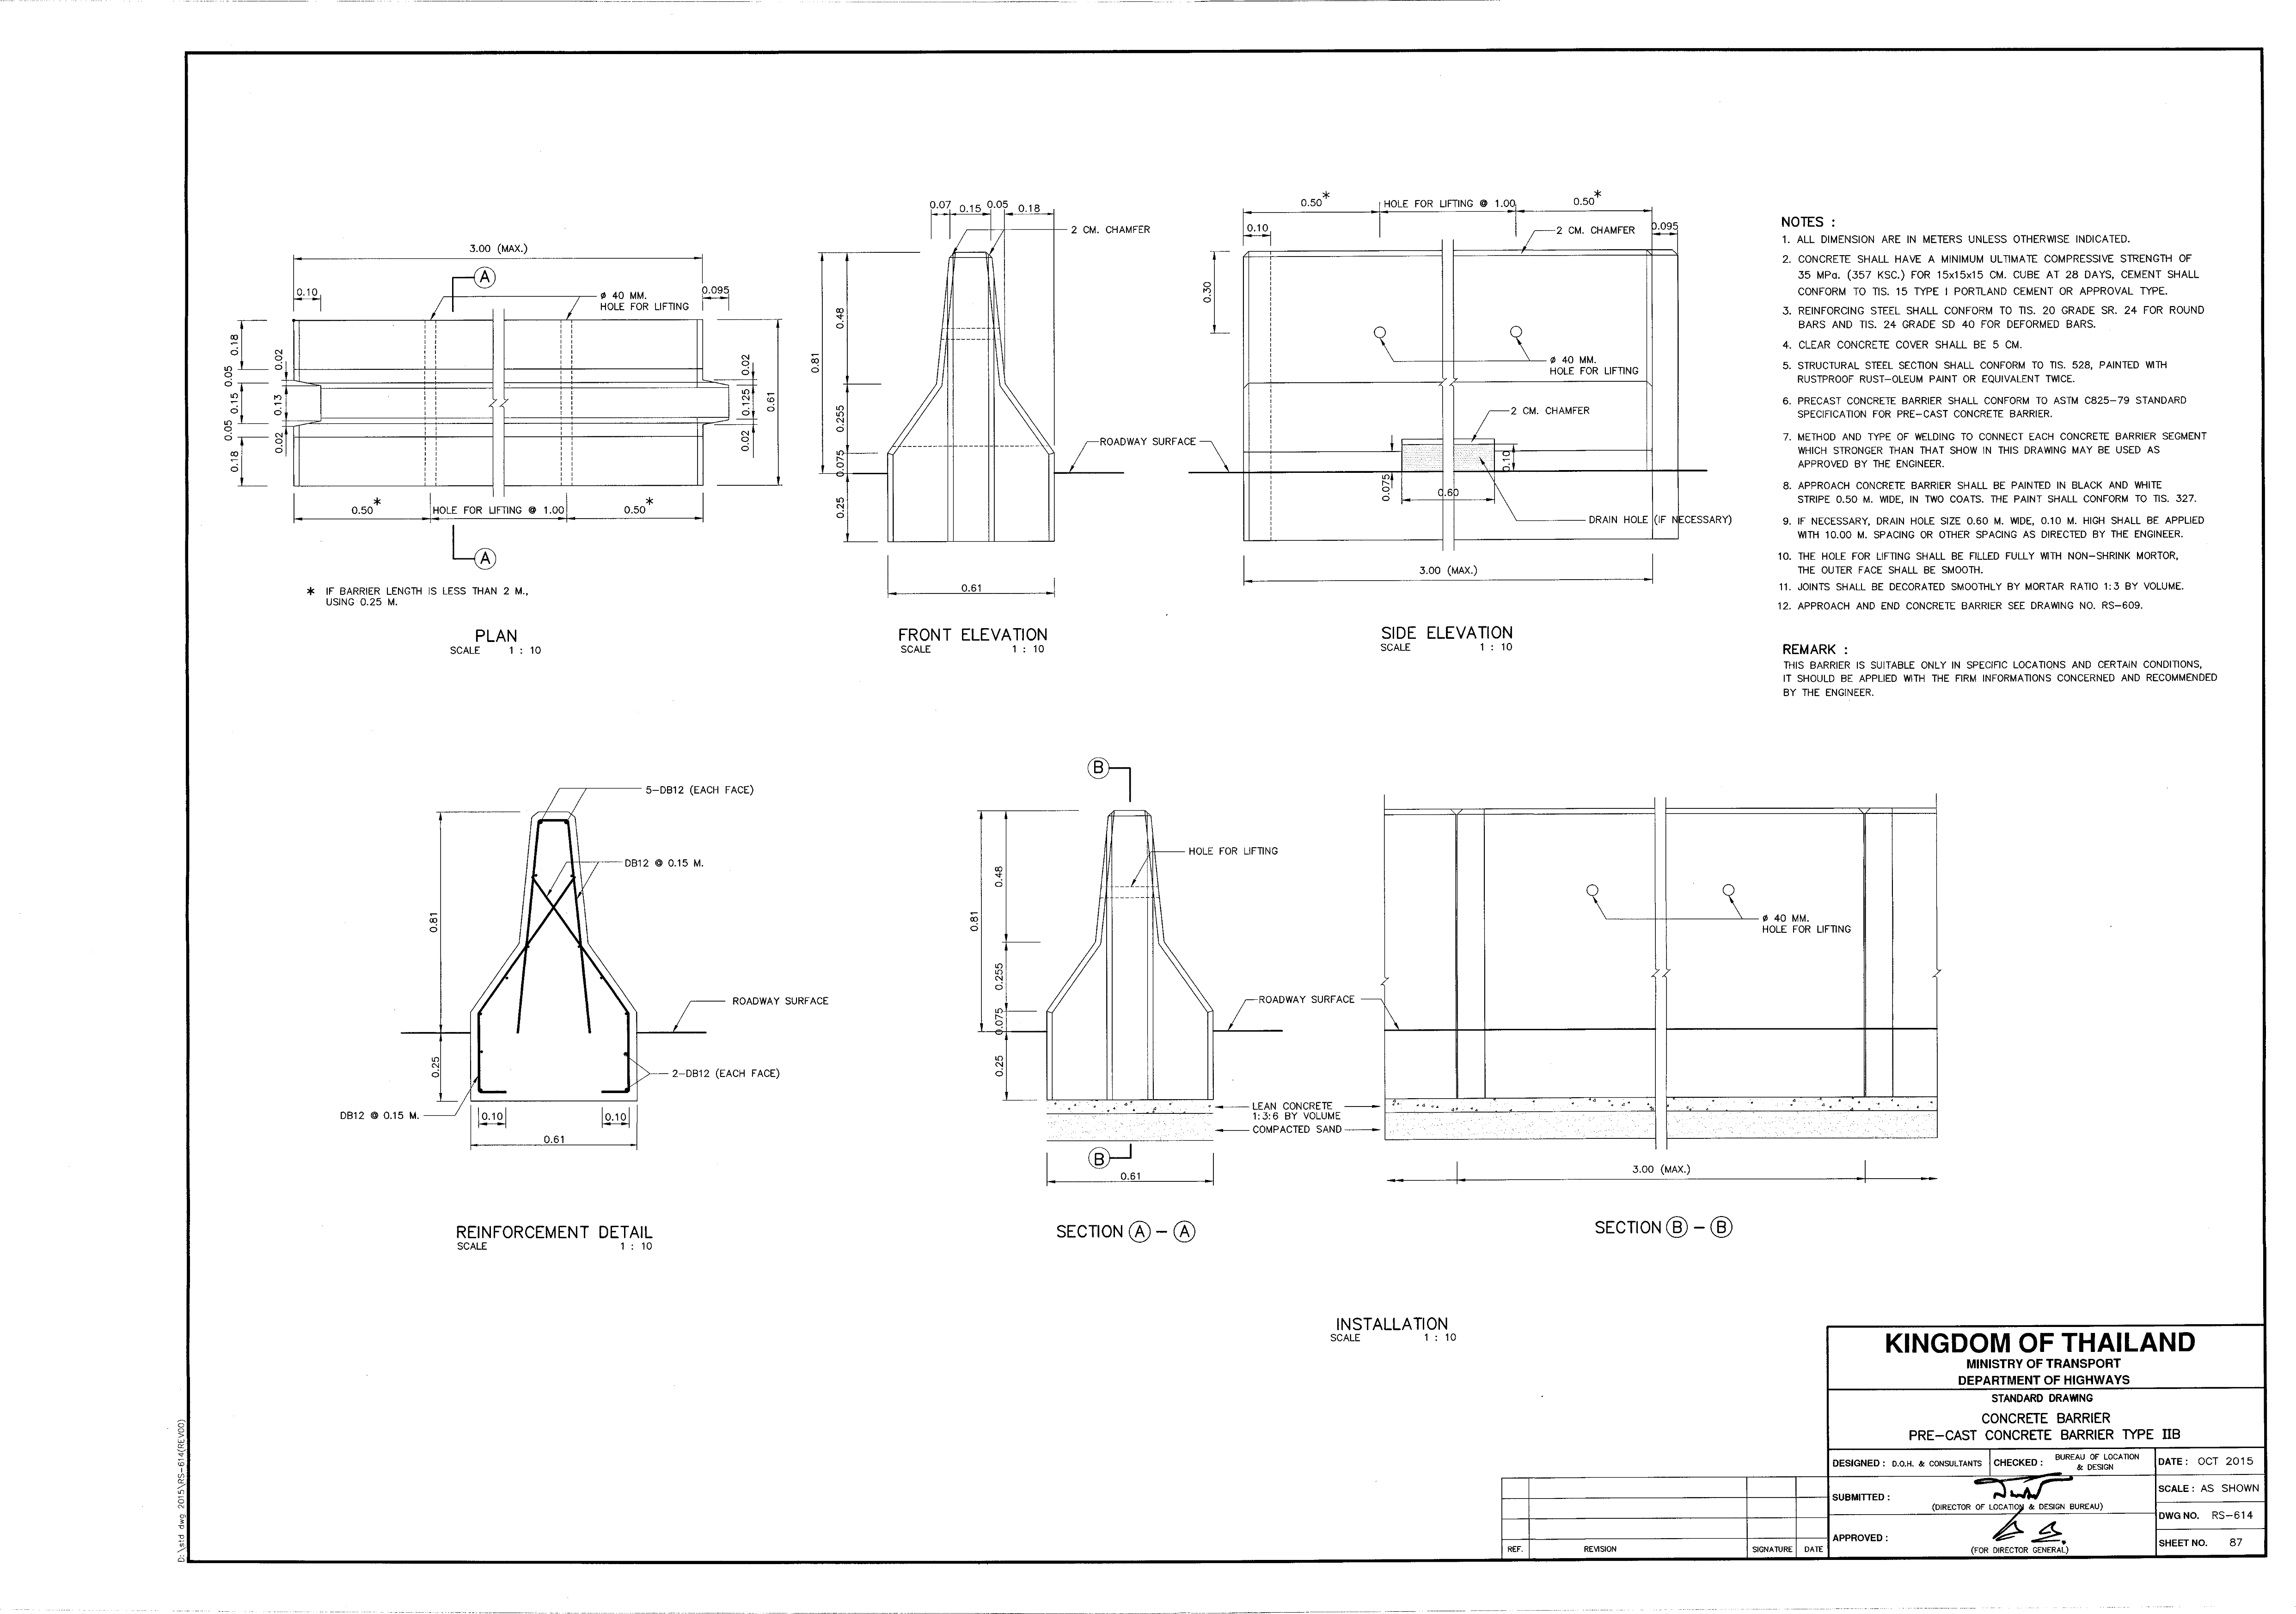 3.00 (MAX.)
A
0.10
ø 40 MM.
HOLE FOR LIFTING
0.095
0.18
0.05
0.15
0.05
0.18
0.02
0.13
0.02
0.02
0.125
0.02
0.61
0.50*
HOLE FOR LIFTING @ 1.00
0.50*
A
* IF BARRIER LENGTH IS LESS THAN 2 M.,
USING 0.25 M.
PLAN
SCALE 1 : 10
0.07 0.15 0.05 0.18
2 CM. CHAMFER
0.81
0.48
0.255
0.075
0.25
ROADWAY SURFACE
0.61
FRONT ELEVATION
SCALE 1 : 10
0.50*
HOLE FOR LIFTING @ 1.00
0.50*
0.10
2 CM. CHAMFER
0.095
0.30
ø 40 MM.
HOLE FOR LIFTING
2 CM. CHAMFER
0.10
0.075
0.60
DRAIN HOLE (IF NECESSARY)
3.00 (MAX.)
SIDE ELEVATION
SCALE 1 : 10
NOTES :
1. ALL DIMENSION ARE IN METERS UNLESS OTHERWISE INDICATED.
2. CONCRETE SHALL HAVE A MINIMUM ULTIMATE COMPRESSIVE STRENGTH OF
35 MPa. (357 KSC.) FOR 15x15x15 CM. CUBE AT 28 DAYS, CEMENT SHALL
CONFORM TO TIS. 15 TYPE I PORTLAND CEMENT OR APPROVAL TYPE.
3. REINFORCING STEEL SHALL CONFORM TO TIS. 20 GRADE SR. 24 FOR ROUND
BARS AND TIS. 24 GRADE SD 40 FOR DEFORMED BARS.
4. CLEAR CONCRETE COVER SHALL BE 5 CM.
5. STRUCTURAL STEEL SECTION SHALL CONFORM TO TIS. 528, PAINTED WITH
RUSTPROOF RUST-OLEUM PAINT OR EQUIVALENT TWICE.
6. PRECAST CONCRETE BARRIER SHALL CONFORM TO ASTM C825-79 STANDARD
SPECIFICATION FOR PRE-CAST CONCRETE BARRIER.
7. METHOD AND TYPE OF WELDING TO CONNECT EACH CONCRETE BARRIER SEGMENT
WHICH STRONGER THAN THAT SHOW IN THIS DRAWING MAY BE USED AS
APPROVED BY THE ENGINEER.
8. APPROACH CONCRETE BARRIER SHALL BE PAINTED IN BLACK AND WHITE
STRIPE 0.50 M. WIDE, IN TWO COATS. THE PAINT SHALL CONFORM TO TIS. 327.
9. IF NECESSARY, DRAIN HOLE SIZE 0.60 M. WIDE, 0.10 M. HIGH SHALL BE APPLIED
WITH 10.00 M. SPACING OR OTHER SPACING AS DIRECTED BY THE ENGINEER.
10. THE HOLE FOR LIFTING SHALL BE FILLED FULLY WITH NON-SHRINK MORTOR,
THE OUTER FACE SHALL BE SMOOTH.
11. JOINTS SHALL BE DECORATED SMOOTHLY BY MORTAR RATIO 1:3 BY VOLUME.
12. APPROACH AND END CONCRETE BARRIER SEE DRAWING NO. RS-609.
REMARK :
THIS BARRIER IS SUITABLE ONLY IN SPECIFIC LOCATIONS AND CERTAIN CONDITIONS,
IT SHOULD BE APPLIED WITH THE FIRM INFORMATIONS CONCERNED AND RECOMMENDED
BY THE ENGINEER.
5-DB12 (EACH FACE)
DB12 @ 0.15 M.
0.81
ROADWAY SURFACE
0.25
2-DB12 (EACH FACE)
DB12 @ 0.15 M.
0.10
0.10
0.61
REINFORCEMENT DETAIL
SCALE 1 : 10
B
HOLE FOR LIFTING
0.81
0.48
0.255
0.075
0.25
ROADWAY SURFACE
LEAN CONCRETE
1:3:6 BY VOLUME
COMPACTED SAND
B
0.61
SECTION A - A
ø 40 MM.
HOLE FOR LIFTING
3.00 (MAX.)
SECTION B - B
INSTALLATION
SCALE 1 : 10
KINGDOM OF THAILAND
MINISTRY OF TRANSPORT
DEPARTMENT OF HIGHWAYS
STANDARD DRAWING
CONCRETE BARRIER
PRE-CAST CONCRETE BARRIER TYPE IIB
DESIGNED : D.O.H. & CONSULTANTS
CHECKED : BUREAU OF LOCATION
& DESIGN
DATE : OCT 2015
SUBMITTED :
(DIRECTOR OF LOCATION & DESIGN BUREAU)
SCALE : AS SHOWN
DWG NO. RS-614
APPROVED :
(FOR DIRECTOR GENERAL)
SHEET NO. 87
REF. REVISION SIGNATURE DATE
D:\std dwg 2015\RS-614(REV00)